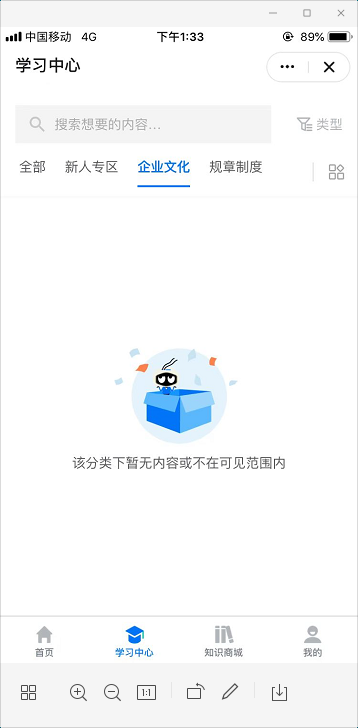 中国移动 4G 下午1:33 89%
学习中心
搜索想要的内容... 类型
全部 新人专区 企业文化 规章制度
该分类下暂无内容或不在可见范围内
首页 学习中心 知识商城 我的
1:1